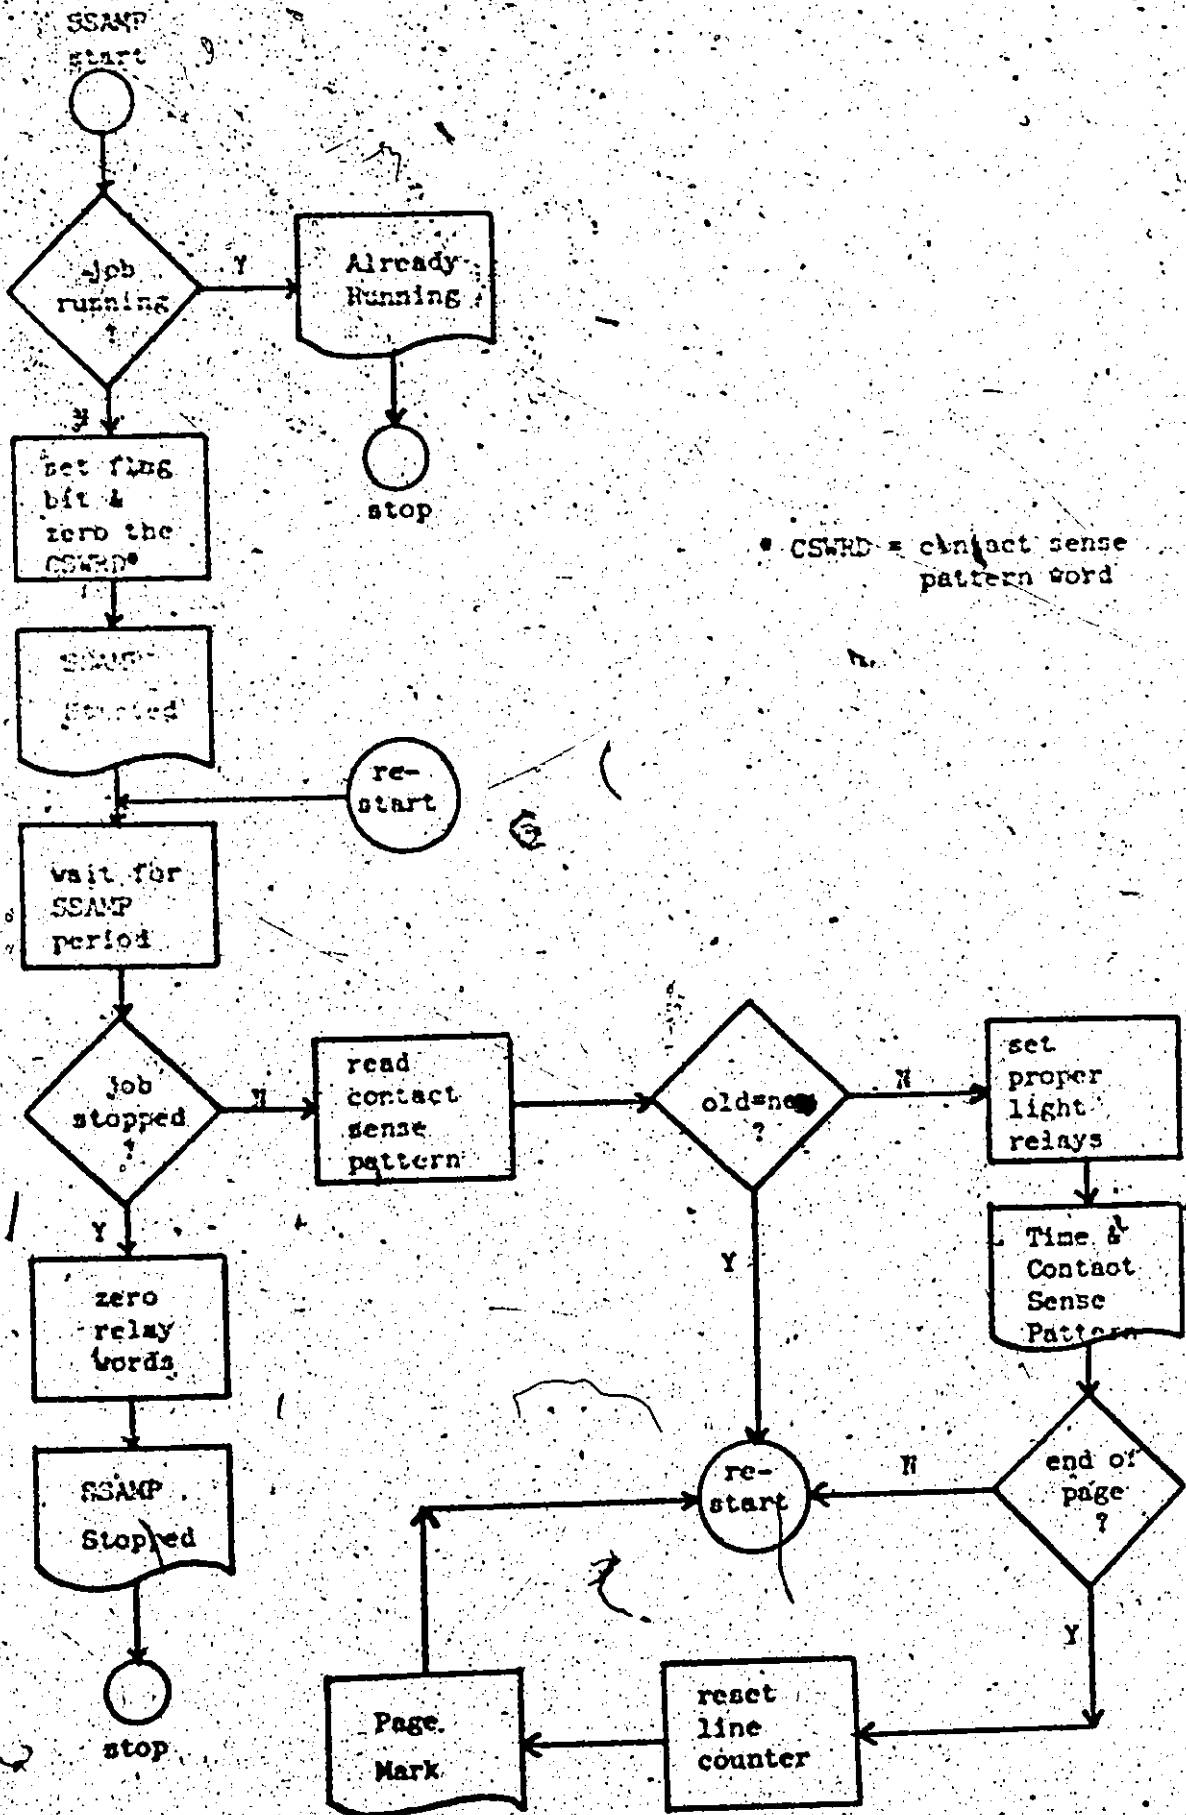 SSAMP
start
job
running
?
Y
Already
Running
stop
N
set flag
bit &
zero the
CSWRD*
* CSWRD = contact sense
pattern word
SSAMP
Started
re-
start
wait for
SSAMP
period
job
stopped
?
N
read
contact
sense
pattern
old=new
?
N
set
proper
light
relays
Y
zero
relay
words
Y
Time &
Contact
Sense
Pattern
SSAMP
Stopped
re-
start
N
end of
page
?
Y
stop
Page
Mark
reset
line
counter